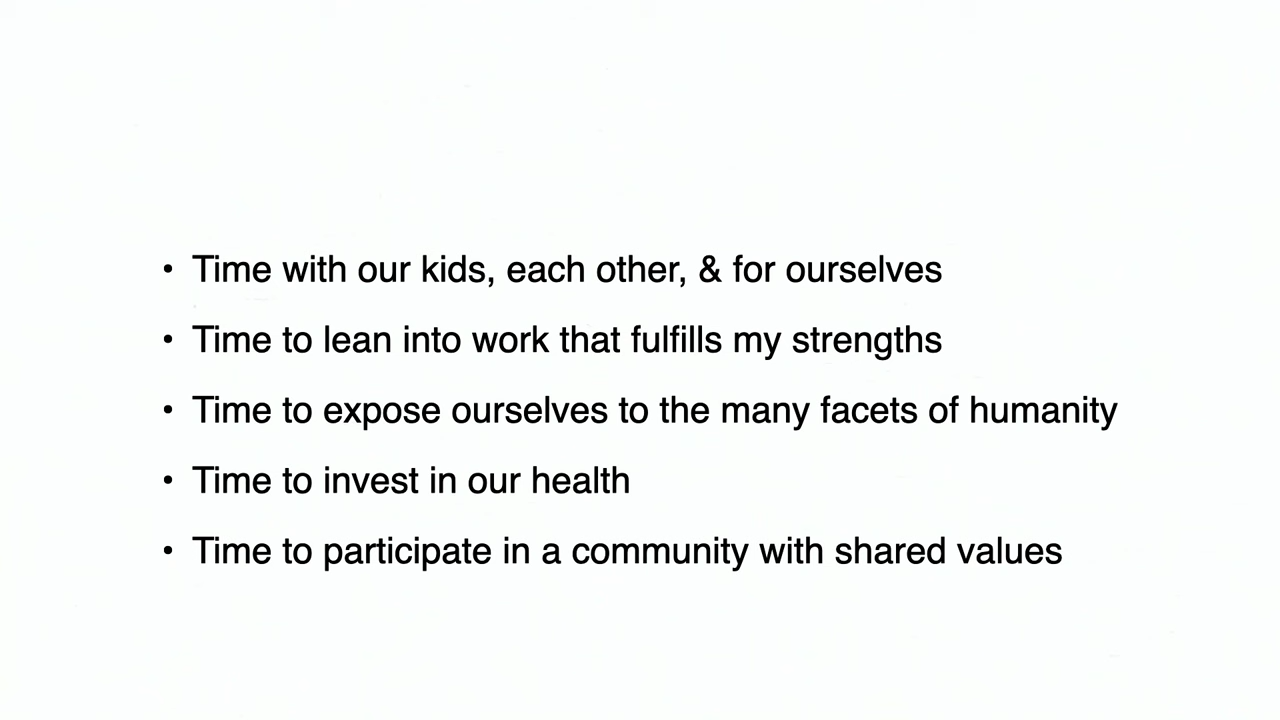 • Time with our kids, each other, & for ourselves
• Time to lean into work that fulfills my strengths
• Time to expose ourselves to the many facets of humanity
• Time to invest in our health
• Time to participate in a community with shared values